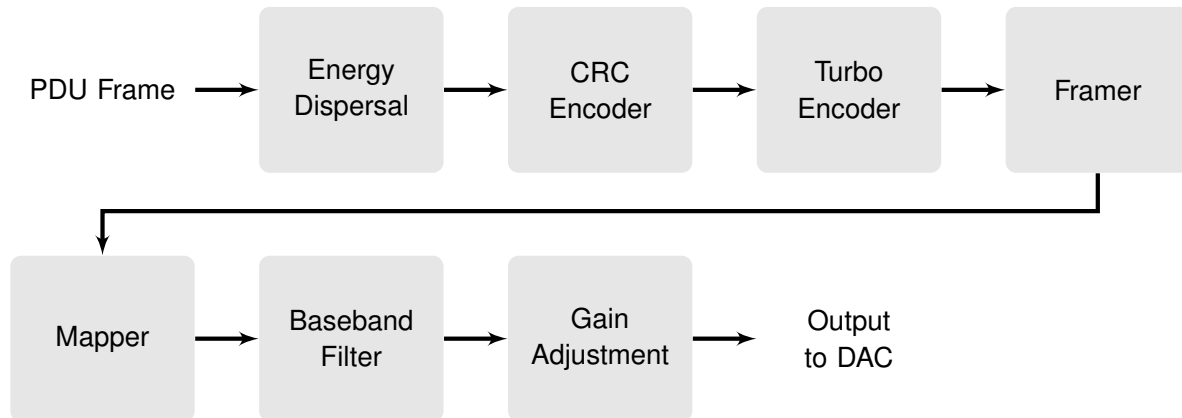 PDU Frame
Energy
Dispersal
CRC
Encoder
Turbo
Encoder
Framer
Mapper
Baseband
Filter
Gain
Adjustment
Output
to DAC